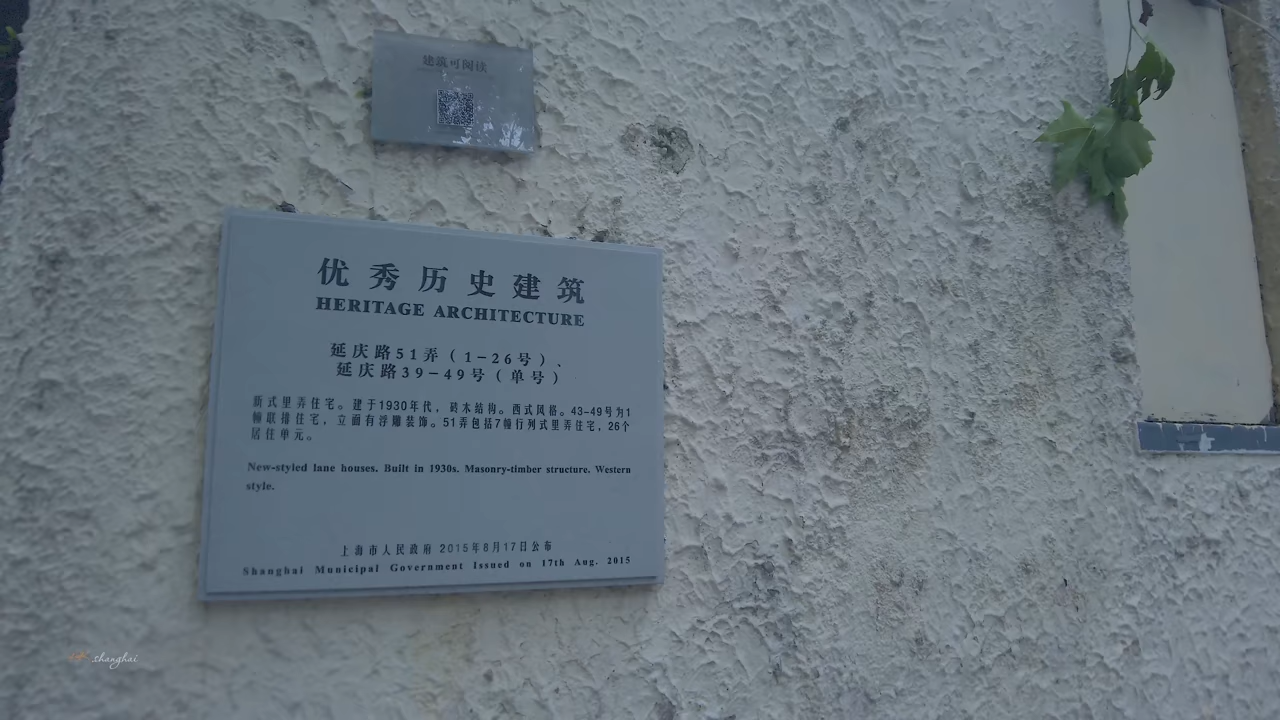 建筑可阅读
优秀历史建筑
HERITAGE ARCHITECTURE
延庆路51弄（1-26号）、
延庆路39-49号（单号）
新式里弄住宅。建于1930年代，砖木结构。西式风格。43-49号为1
幢联排住宅，立面有浮雕装饰。51弄包括7幢行列式里弄住宅，26个
居住单元。
New-styled lane houses. Built in 1930s. Masonry-timber structure. Western
style.
上海市人民政府 2015年8月17日公布
Shanghai Municipal Government Issued on 17th Aug. 2015
shanghai